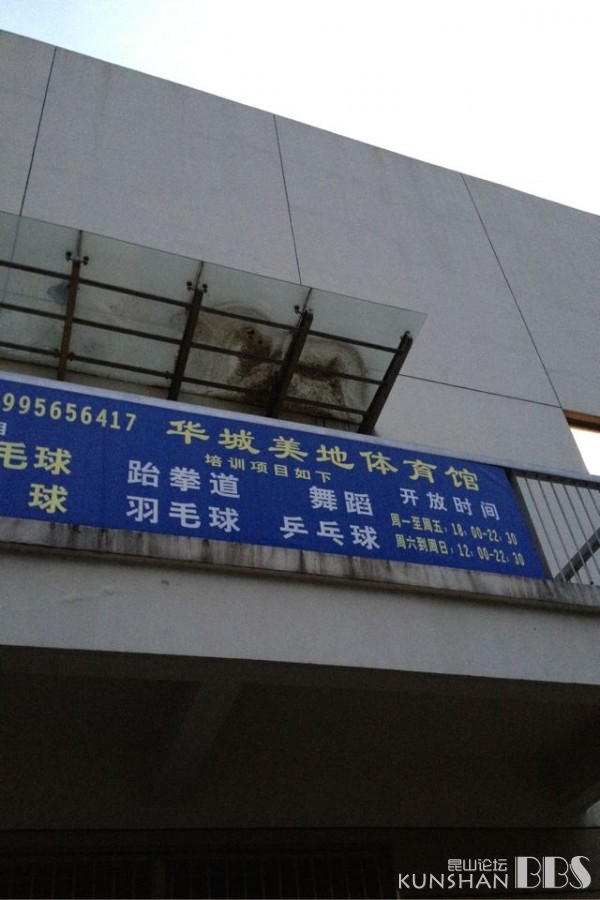 995656417 华城美地体育馆
培训项目如下
毛球 跆拳道 舞蹈 开放时间
球 羽毛球 乒乓球 周一至周五：18：00-22：30
周六到周日：12：00-22：30
昆山论坛
KUNSHAN BBS